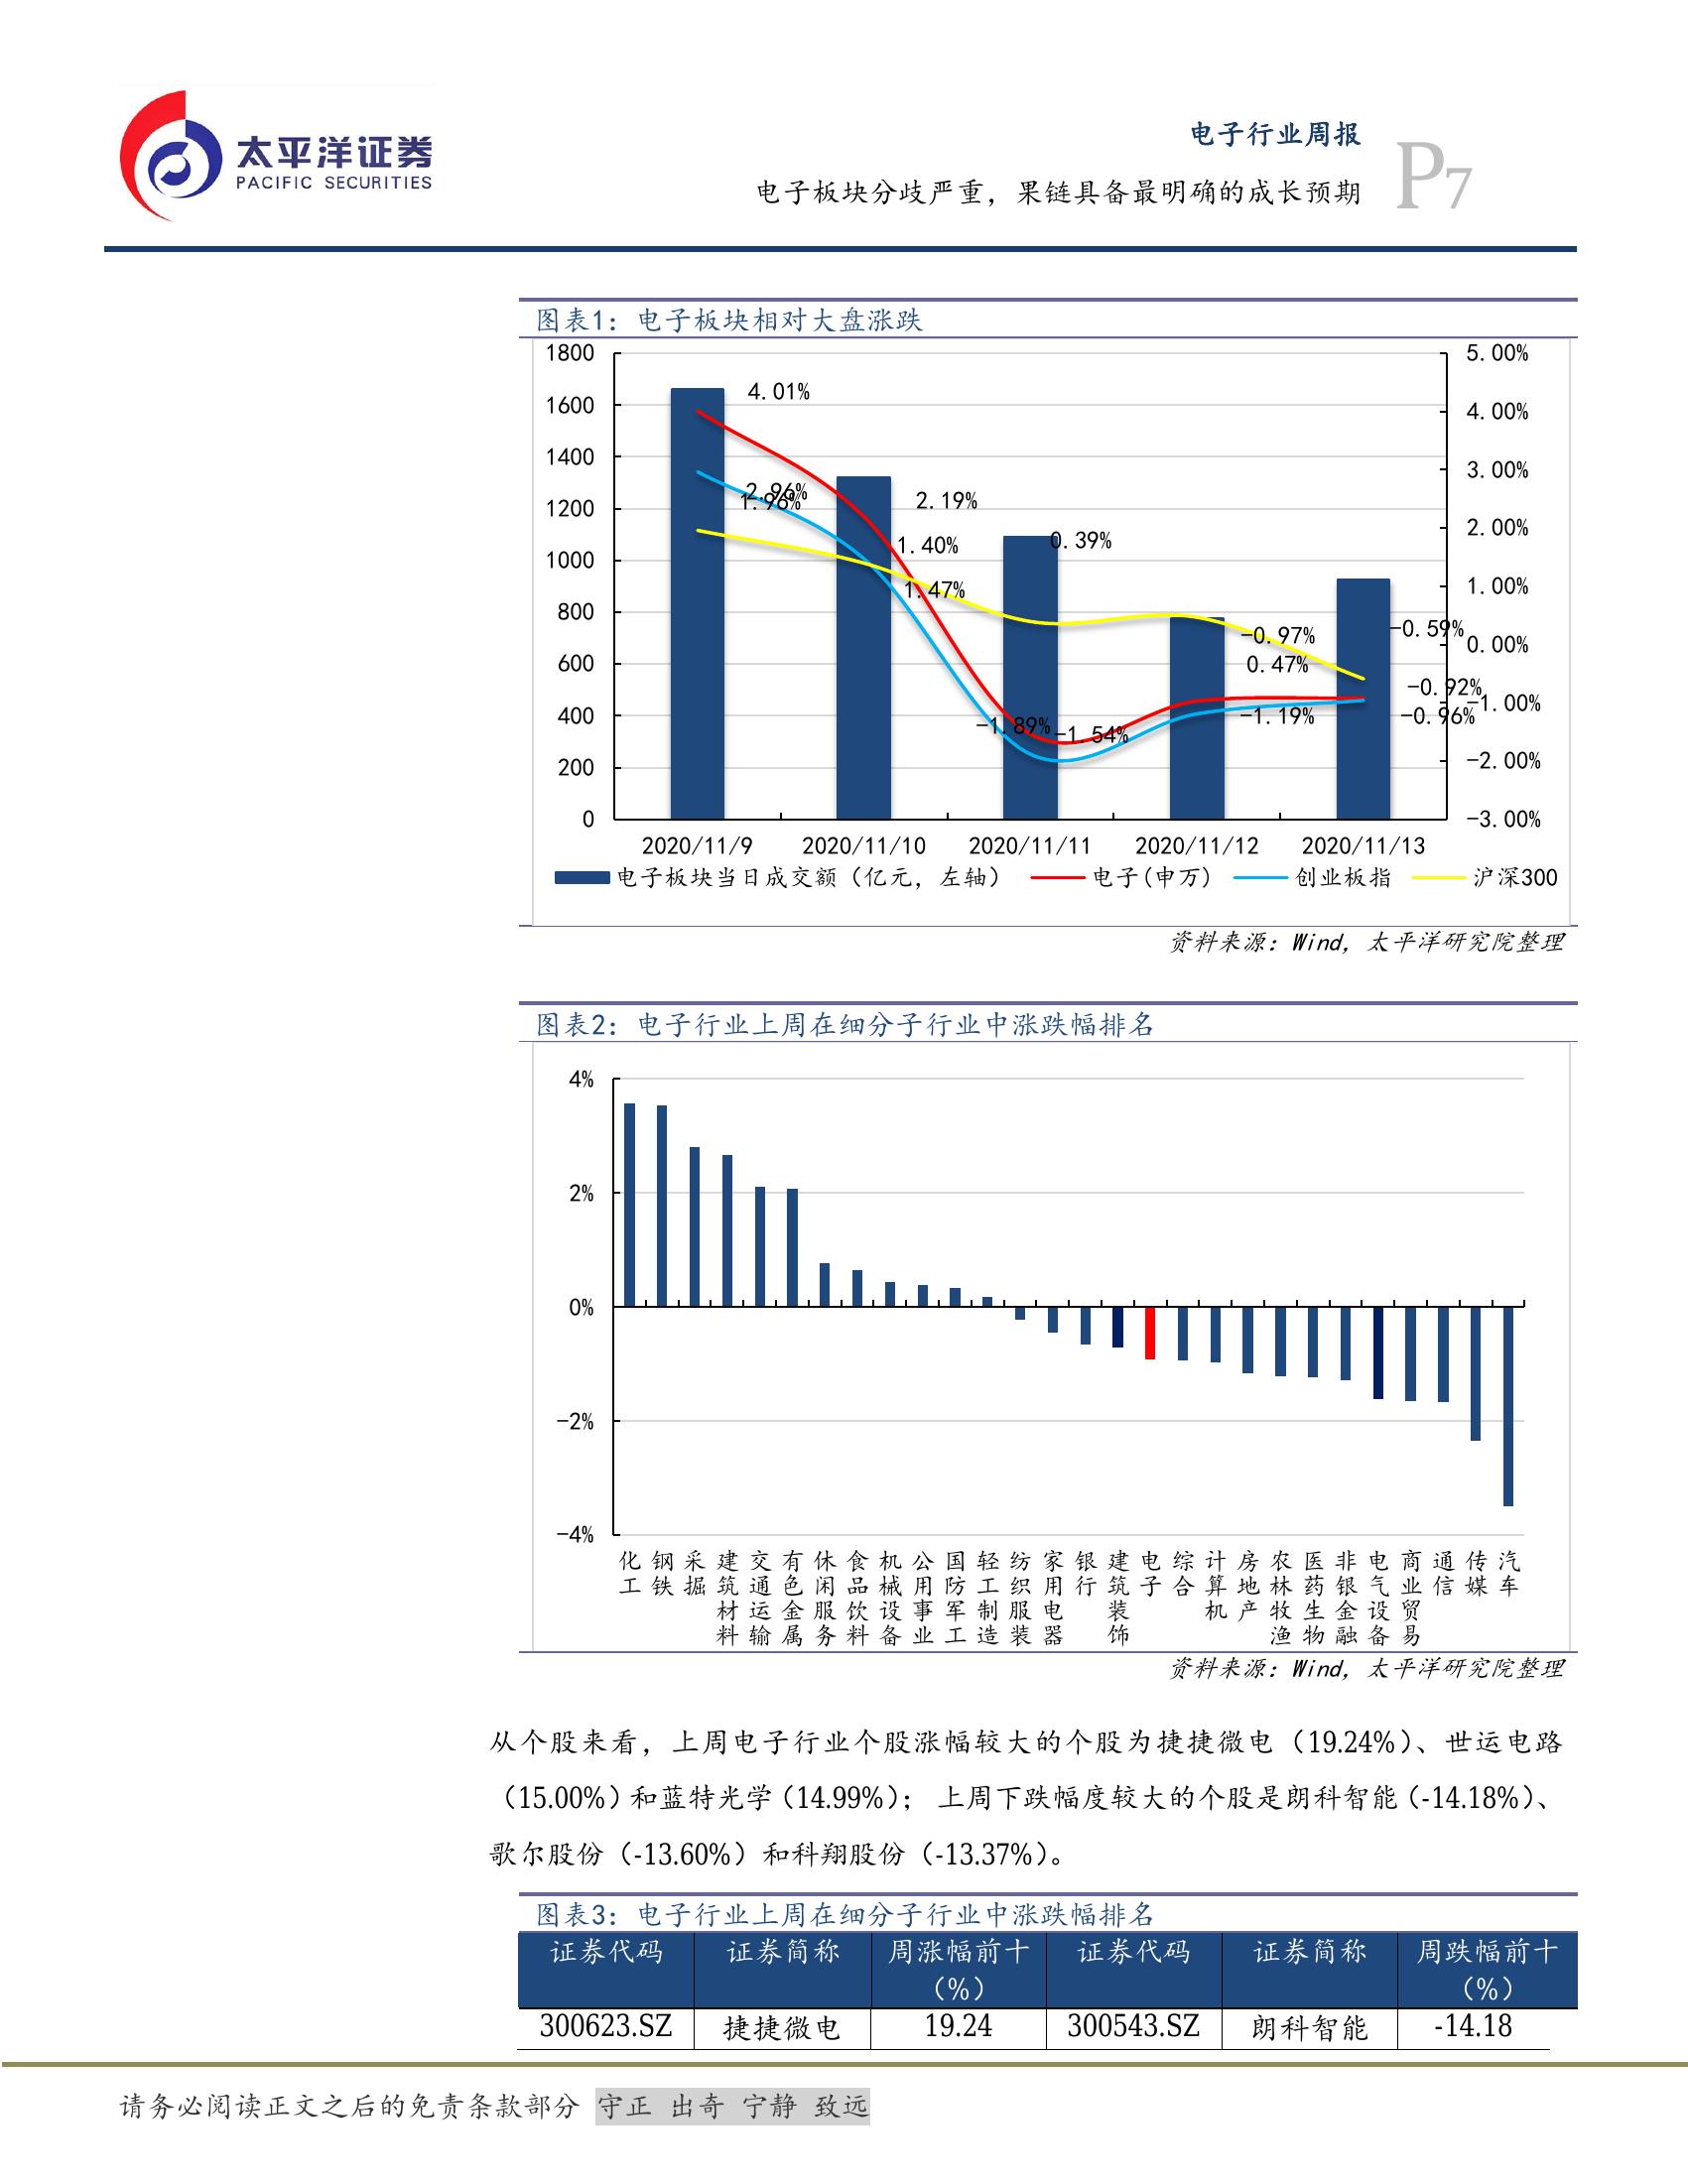 太平洋证券
PACIFIC SECURITIES
电子行业周报
电子板块分歧严重，果链具备最明确的成长预期
P7
图表1：电子板块相对大盘涨跌
1800
1600
1400
1200
1000
800
600
400
200
0
5.00%
4.00%
3.00%
2.00%
1.00%
0.00%
-1.00%
-2.00%
-3.00%
4.01%
2.96%
1.96%
2.19%
1.40%
1.47%
0.39%
-1.89%
-1.54%
-0.97%
0.47%
-1.19%
-0.59%
-0.92%
-0.96%
2020/11/9 2020/11/10 2020/11/11 2020/11/12 2020/11/13
电子板块当日成交额（亿元，左轴） 电子(申万) 创业板指 沪深300
资料来源：Wind，太平洋研究院整理
图表2：电子行业上周在细分子行业中涨跌幅排名
4%
2%
0%
-2%
-4%
化工 钢铁 采掘 建筑材料 交通运输 有色金属 休闲服务 食品饮料 机械设备 公用事业 国防军工 轻工制造 纺织服装 家用电器 银行 建筑装饰 电子 综合 计算机 房地产 农林牧渔 医药生物 非银金融 电气设备 商业贸易 通信 传媒 汽车
资料来源：Wind，太平洋研究院整理
从个股来看，上周电子行业个股涨幅较大的个股为捷捷微电（19.24%）、世运电路
（15.00%）和蓝特光学（14.99%）； 上周下跌幅度较大的个股是朗科智能（-14.18%）、
歌尔股份（-13.60%）和科翔股份（-13.37%）。
图表3：电子行业上周在细分子行业中涨跌幅排名
证券代码 证券简称 周涨幅前十（%） 证券代码 证券简称 周跌幅前十（%）
300623.SZ 捷捷微电 19.24 300543.SZ 朗科智能 -14.18
请务必阅读正文之后的免责条款部分 守正 出奇 宁静 致远